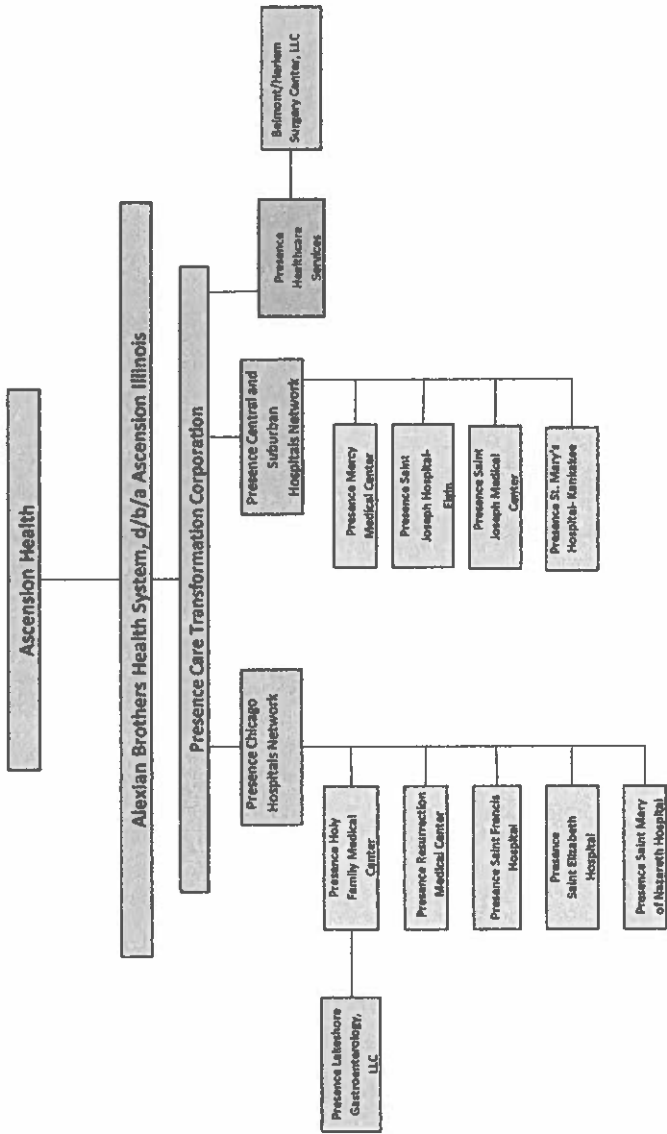 Ascension Health
Alexian Brothers Health System, d/b/a Ascension Illinois
Presence Care Transformation Corporation
Presence Chicago
Hospitals Network
Presence Central and
Suburban
Hospitals Network
Presence
Healthcare
Services
Belmont/Harlem
Surgery Center, LLC
Presence Lakeshore
Gastroenterology,
LLC
Presence Holy
Family Medical
Center
Presence Resurrection
Medical Center
Presence Saint Francis
Hospital
Presence
Saint Elizabeth
Hospital
Presence Saint Mary
of Nazareth Hospital
Presence Mercy
Medical Center
Presence Saint
Joseph Hospital-
Elgin
Presence Saint
Joseph Medical
Center
Presence St. Mary's
Hospital- Kankakee